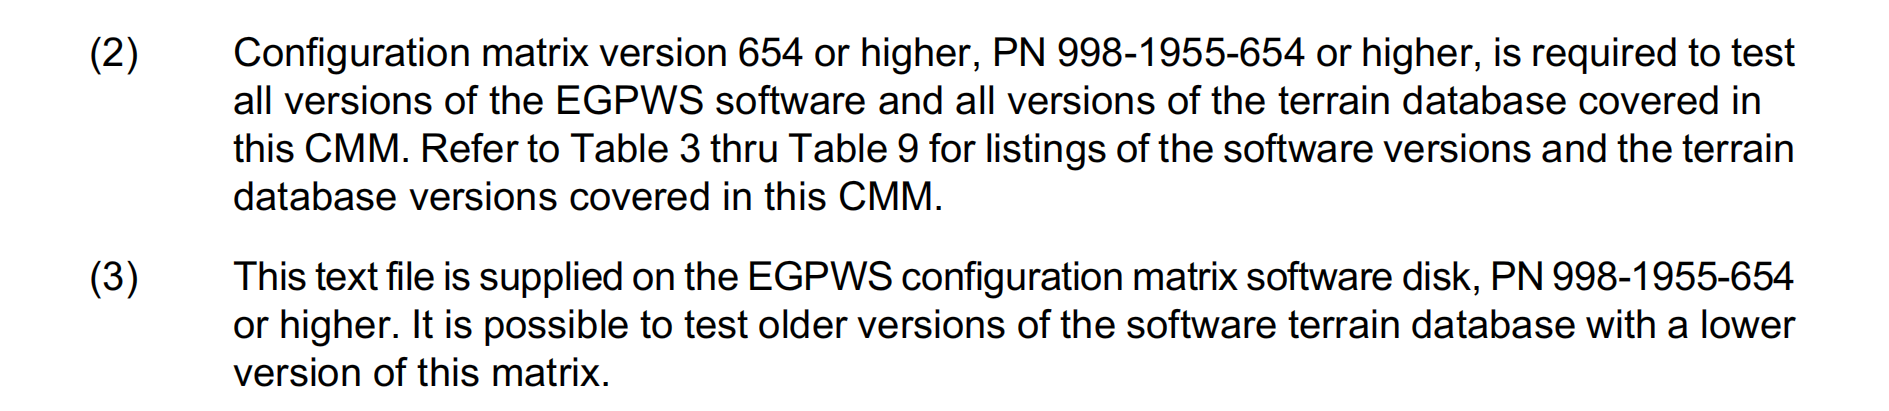 (2) Configuration matrix version 654 or higher, PN 998-1955-654 or higher, is required to test
all versions of the EGPWS software and all versions of the terrain database covered in
this CMM. Refer to Table 3 thru Table 9 for listings of the software versions and the terrain
database versions covered in this CMM.
(3) This text file is supplied on the EGPWS configuration matrix software disk, PN 998-1955-654
or higher. It is possible to test older versions of the software terrain database with a lower
version of this matrix.